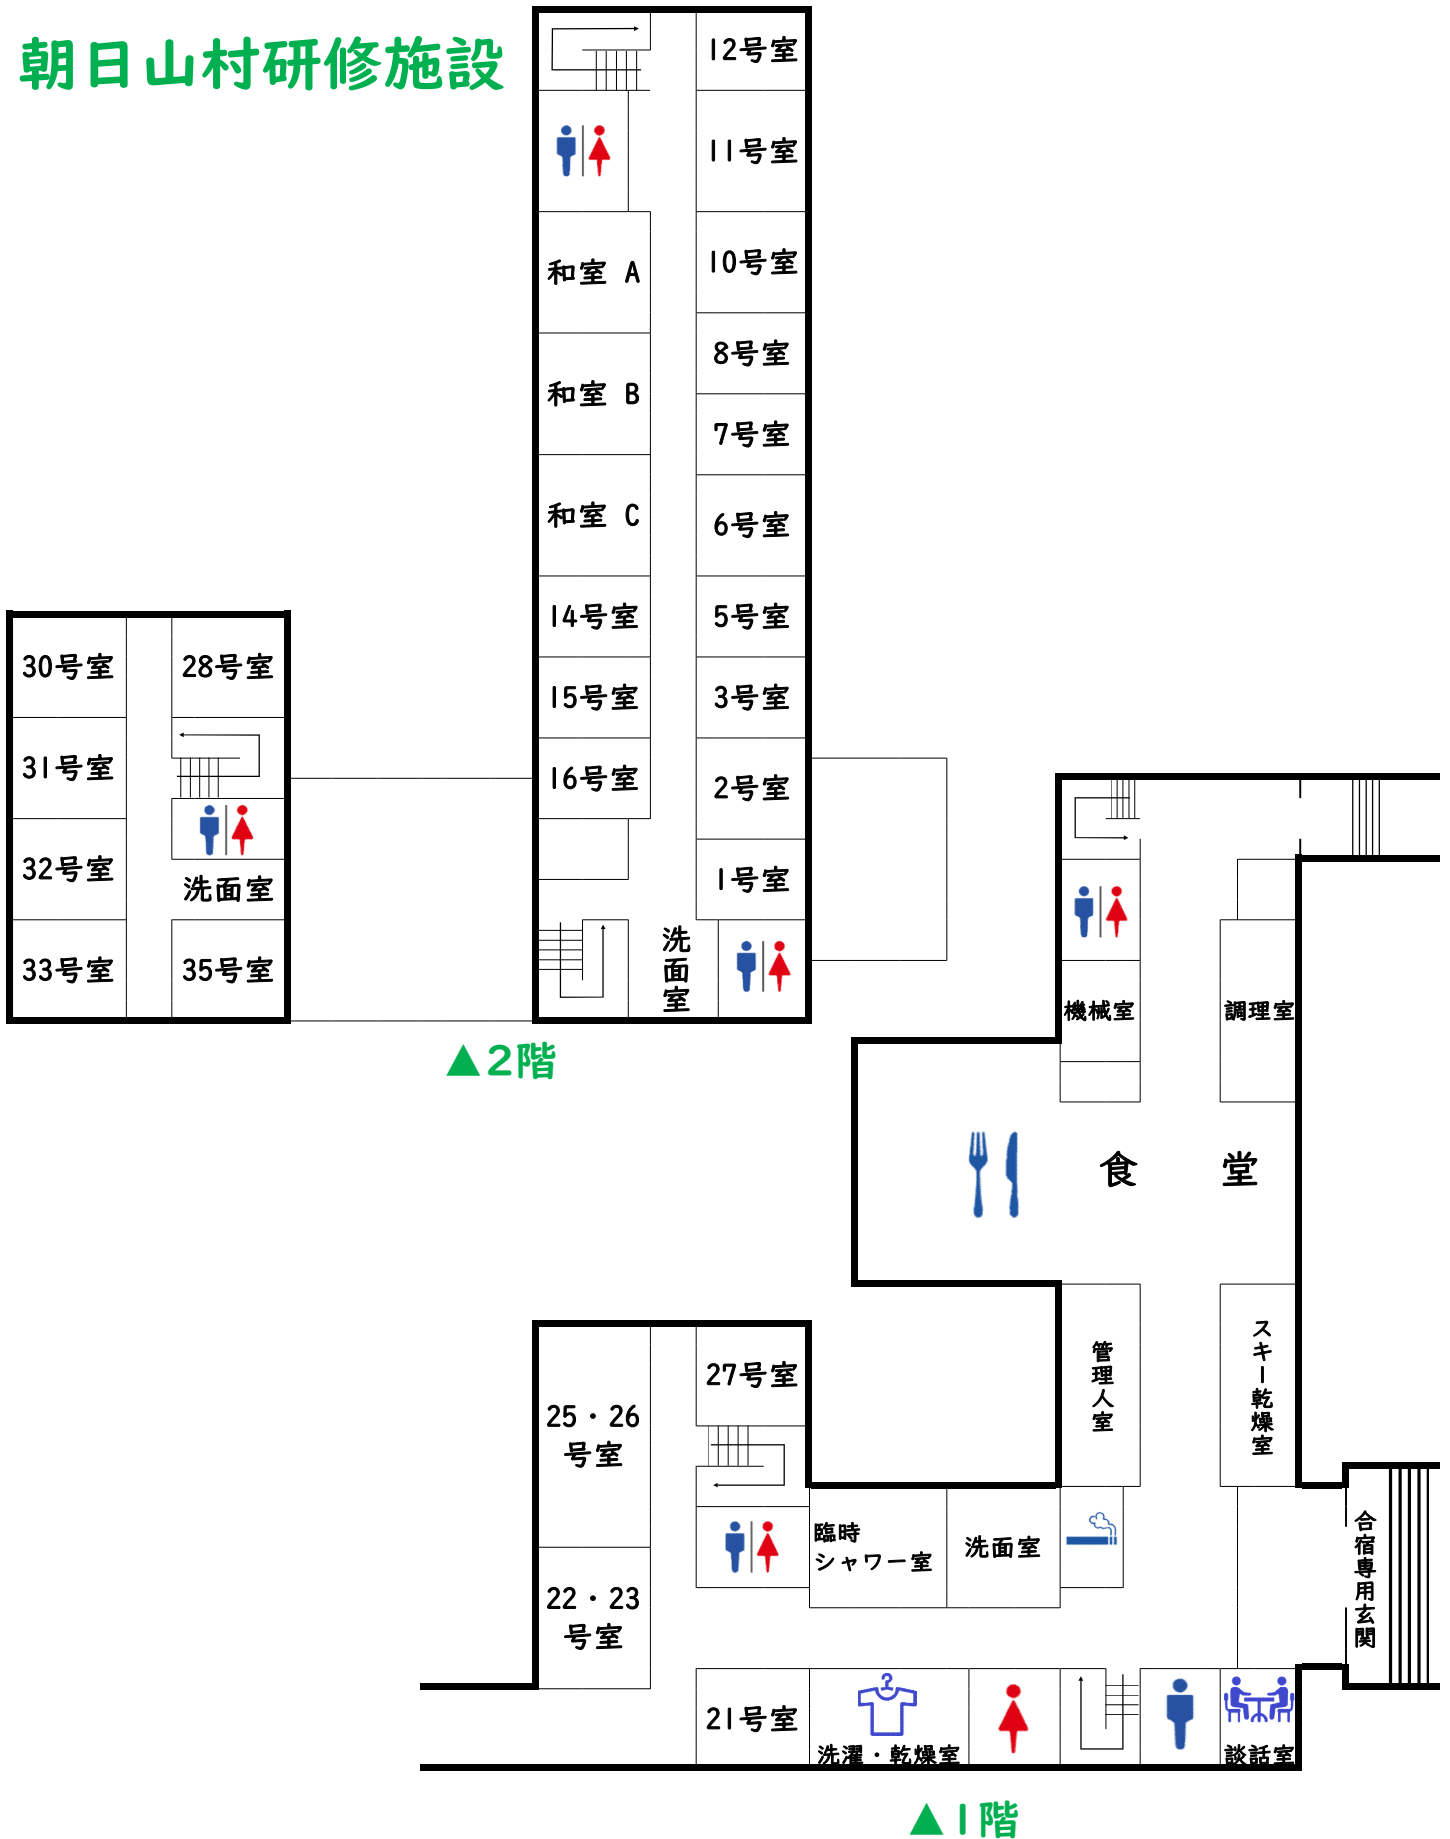 朝日山村研修施設
12号室
11号室
和室 A
10号室
和室 B
8号室
7号室
和室 C
6号室
14号室
5号室
15号室
3号室
16号室
2号室
1号室
洗面室
30号室
28号室
31号室
32号室
洗面室
33号室
35号室
▲2階
機械室
調理室
食堂
管理人室
スキー乾燥室
27号室
25・26
号室
22・23
号室
臨時
シャワー室
洗面室
合宿専用玄関
21号室
洗濯・乾燥室
談話室
▲1階